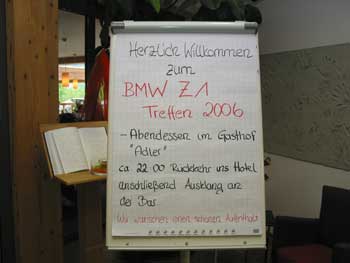 Herzlich Willkommen
zum
BMW Z1
Treffen 2006
- Abendessen im Gasthof
"Adler"
ca 22 00 Rückkehr ins Hotel
anschließend Ausklang an
der Bar
Wir wünschen einen schönen Aufenthalt